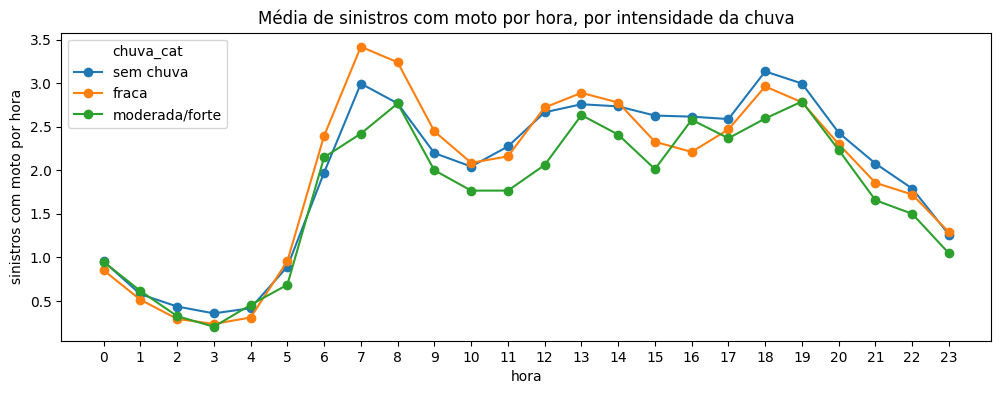 Média de sinistros com moto por hora, por intensidade da chuva
chuva_cat
sem chuva
fraca
moderada/forte
sinistros com moto por hora
3.5
3.0
2.5
2.0
1.5
1.0
0.5
0 1 2 3 4 5 6 7 8 9 10 11 12 13 14 15 16 17 18 19 20 21 22 23
hora